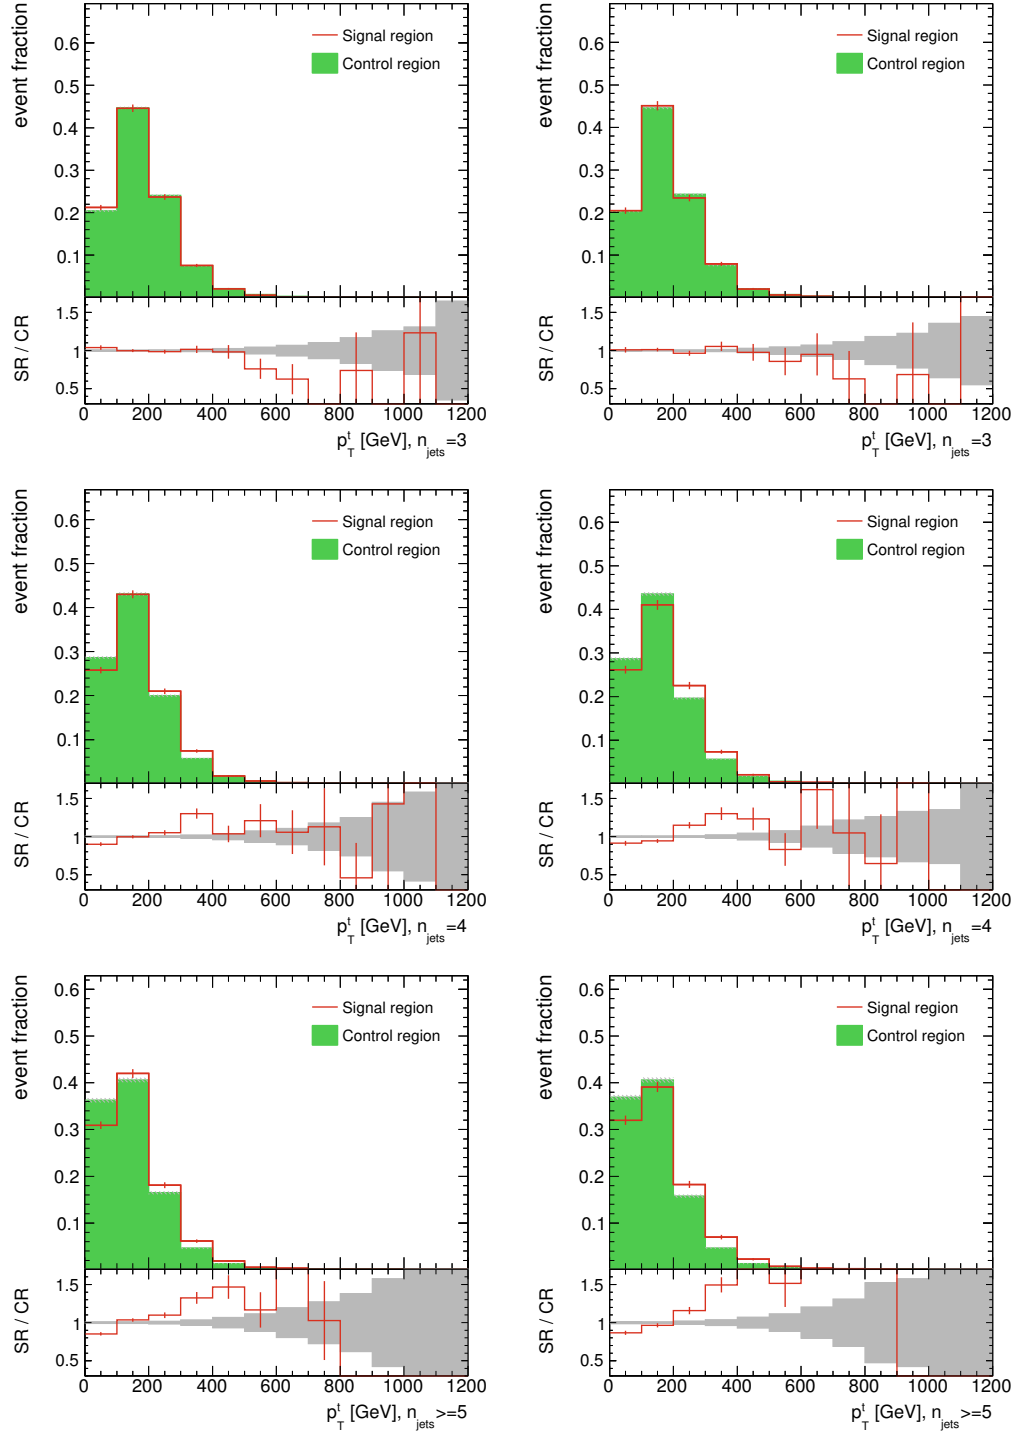 event fraction
0.6
0.5
0.4
0.3
0.2
0.1
Signal region
Control region
SR / CR
1.5
1
0.5
0 200 400 600 800 1000 1200
p_T^t [GeV], n_jets=3
event fraction
0.6
0.5
0.4
0.3
0.2
0.1
Signal region
Control region
SR / CR
1.5
1
0.5
0 200 400 600 800 1000 1200
p_T^t [GeV], n_jets=3
event fraction
0.6
0.5
0.4
0.3
0.2
0.1
Signal region
Control region
SR / CR
1.5
1
0.5
0 200 400 600 800 1000 1200
p_T^t [GeV], n_jets=4
event fraction
0.6
0.5
0.4
0.3
0.2
0.1
Signal region
Control region
SR / CR
1.5
1
0.5
0 200 400 600 800 1000 1200
p_T^t [GeV], n_jets=4
event fraction
0.6
0.5
0.4
0.3
0.2
0.1
Signal region
Control region
SR / CR
1.5
1
0.5
0 200 400 600 800 1000 1200
p_T^t [GeV], n_jets>=5
event fraction
0.6
0.5
0.4
0.3
0.2
0.1
Signal region
Control region
SR / CR
1.5
1
0.5
0 200 400 600 800 1000 1200
p_T^t [GeV], n_jets>=5